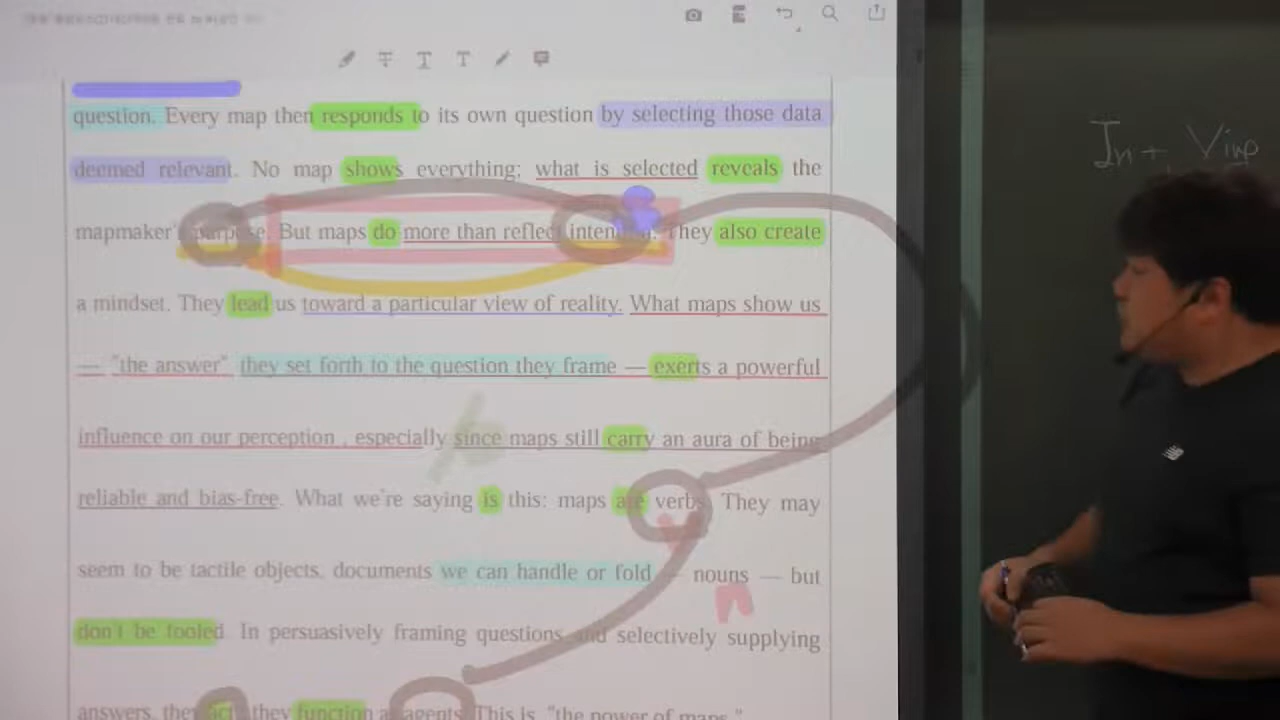 question. Every map then responds to its own question by selecting those data
deemed relevant. No map shows everything; what is selected reveals the
mapmaker's purpose. But maps do more than reflect intention. They also create
a mindset. They lead us toward a particular view of reality. What maps show us
— "the answer" they set forth to the question they frame — exerts a powerful
influence on our perception , especially since maps still carry an aura of being
reliable and bias-free. What we're saying is this: maps are verbs. They may
seem to be tactile objects, documents we can handle or fold — nouns — but
don't be fooled. In persuasively framing questions and selectively supplying
answers, they act; they function as agents. This is "the power of maps."
In + Ving